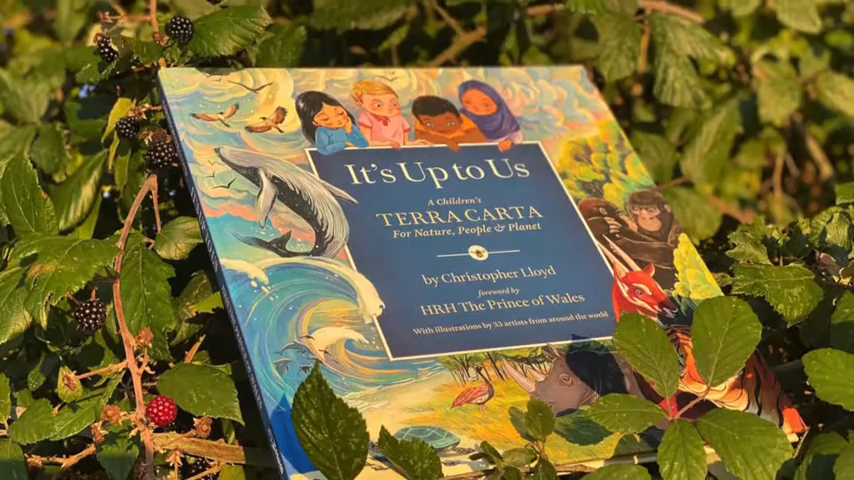 It's Up to Us
A Children's
TERRA CARTA
For Nature, People & Planet
by Christopher Lloyd
foreword by
HRH The Prince of Wales
With illustrations by 33 artists from around the world